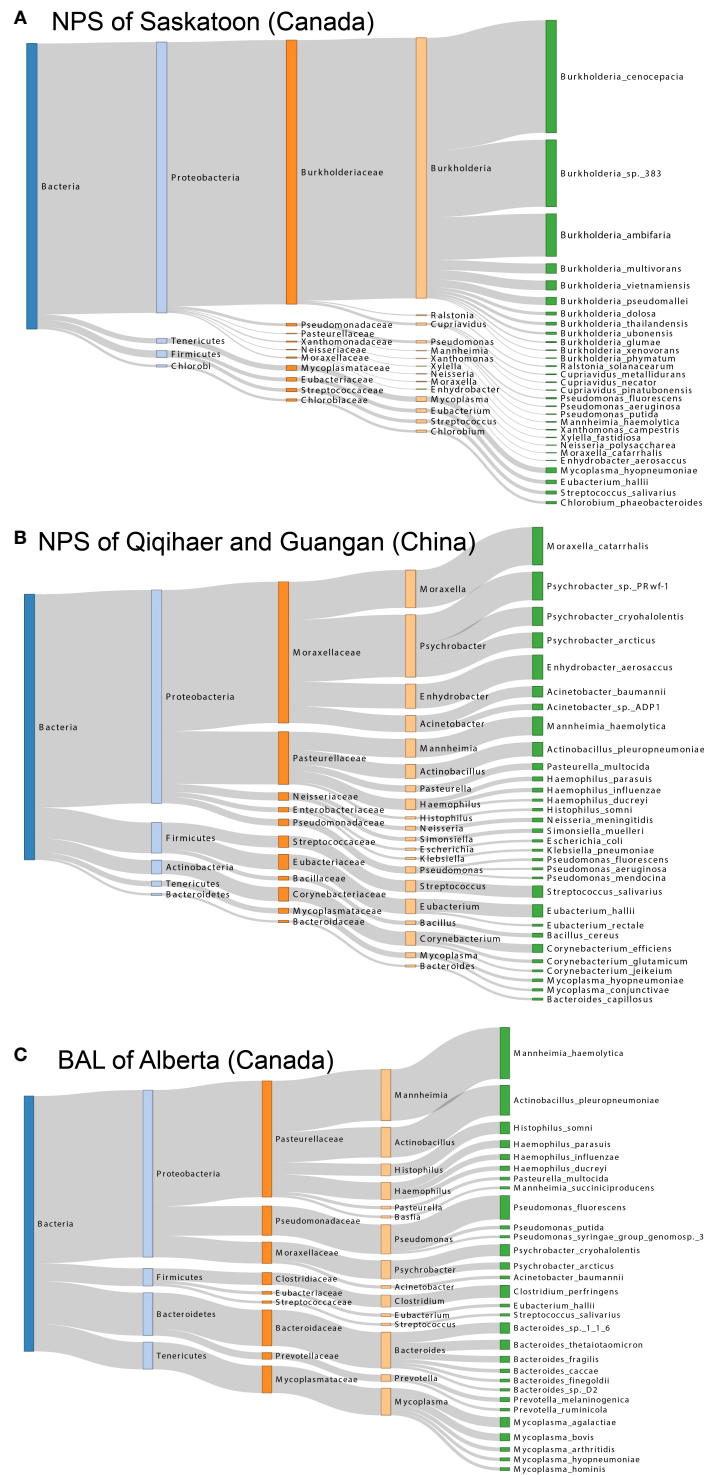 A
NPS of Saskatoon (Canada)
Bacteria
Proteobacteria
Tenericutes
Firmicutes
Chlorobi
Burkholderiaceae
Pseudomonadaceae
Pasteurellaceae
Xanthomonadaceae
Neisseriaceae
Moraxellaceae
Mycoplasmataceae
Eubacteriaceae
Streptococcaceae
Chlorobiaceae
Burkholderia
Ralstonia
Cupriavidus
Pseudomonas
Mannheimia
Xanthomonas
Xylella
Neisseria
Moraxella
Enhydrobacter
Mycoplasma
Eubacterium
Streptococcus
Chlorobium
Burkholderia_cenocepacia
Burkholderia_sp._383
Burkholderia_ambifaria
Burkholderia_multivorans
Burkholderia_vietnamiensis
Burkholderia_pseudomallei
Burkholderia_dolosa
Burkholderia_thailandensis
Burkholderia_ubonensis
Burkholderia_glumae
Burkholderia_xenovorans
Burkholderia_phymatum
Ralstonia_solanacearum
Cupriavidus_metallidurans
Cupriavidus_necator
Cupriavidus_pinatubonensis
Pseudomonas_fluorescens
Pseudomonas_aeruginosa
Pseudomonas_putida
Mannheimia_haemolytica
Xanthomonas_campestris
Xylella_fastidiosa
Neisseria_polysaccharea
Moraxella_catarrhalis
Enhydrobacter_aerosaccus
Mycoplasma_hyopneumoniae
Eubacterium_hallii
Streptococcus_salivarius
Chlorobium_phaeobacteroides
B
NPS of Qiqihaer and Guangan (China)
Bacteria
Proteobacteria
Firmicutes
Actinobacteria
Tenericutes
Bacteroidetes
Moraxellaceae
Pasteurellaceae
Neisseriaceae
Enterobacteriaceae
Pseudomonadaceae
Streptococcaceae
Eubacteriaceae
Bacillaceae
Corynebacteriaceae
Mycoplasmataceae
Bacteroidaceae
Moraxella
Psychrobacter
Enhydrobacter
Acinetobacter
Mannheimia
Actinobacillus
Pasteurella
Haemophilus
Histophilus
Neisseria
Simonsiella
Escherichia
Klebsiella
Pseudomonas
Streptococcus
Eubacterium
Bacillus
Corynebacterium
Mycoplasma
Bacteroides
Moraxella_catarrhalis
Psychrobacter_sp._PRwf-1
Psychrobacter_cryohalolentis
Psychrobacter_arcticus
Enhydrobacter_aerosaccus
Acinetobacter_baumannii
Acinetobacter_sp._ADP1
Mannheimia_haemolytica
Actinobacillus_pleuropneumoniae
Pasteurella_multocida
Haemophilus_parasuis
Haemophilus_influenzae
Haemophilus_ducreyi
Histophilus_somni
Neisseria_meningitidis
Simonsiella_muelleri
Escherichia_coli
Klebsiella_pneumoniae
Pseudomonas_fluorescens
Pseudomonas_aeruginosa
Pseudomonas_mendocina
Streptococcus_salivarius
Eubacterium_hallii
Eubacterium_rectale
Bacillus_cereus
Corynebacterium_efficiens
Corynebacterium_glutamicum
Corynebacterium_jeikeium
Mycoplasma_hyopneumoniae
Mycoplasma_conjunctivae
Bacteroides_capillosus
C
BAL of Alberta (Canada)
Bacteria
Proteobacteria
Firmicutes
Bacteroidetes
Tenericutes
Pasteurellaceae
Pseudomonadaceae
Moraxellaceae
Clostridiaceae
Eubacteriaceae
Streptococcaceae
Bacteroidaceae
Prevotellaceae
Mycoplasmataceae
Mannheimia
Actinobacillus
Histophilus
Haemophilus
Pasteurella
Basfia
Pseudomonas
Psychrobacter
Acinetobacter
Clostridium
Eubacterium
Streptococcus
Bacteroides
Prevotella
Mycoplasma
Mannheimia_haemolytica
Actinobacillus_pleuropneumoniae
Histophilus_somni
Haemophilus_parasuis
Haemophilus_influenzae
Haemophilus_ducreyi
Pasteurella_multocida
Mannheimia_succiniciproducens
Pseudomonas_fluorescens
Pseudomonas_putida
Pseudomonas_syringae_group_genomosp._3
Psychrobacter_cryohalolentis
Psychrobacter_arcticus
Acinetobacter_baumannii
Clostridium_perfringens
Eubacterium_hallii
Streptococcus_salivarius
Bacteroides_sp._1_1_6
Bacteroides_thetaiotaomicron
Bacteroides_fragilis
Bacteroides_caccae
Bacteroides_finegoldii
Bacteroides_sp._D2
Prevotella_melaninogenica
Prevotella_ruminicola
Mycoplasma_agalactiae
Mycoplasma_bovis
Mycoplasma_arthritidis
Mycoplasma_hyopneumoniae
Mycoplasma_hominis